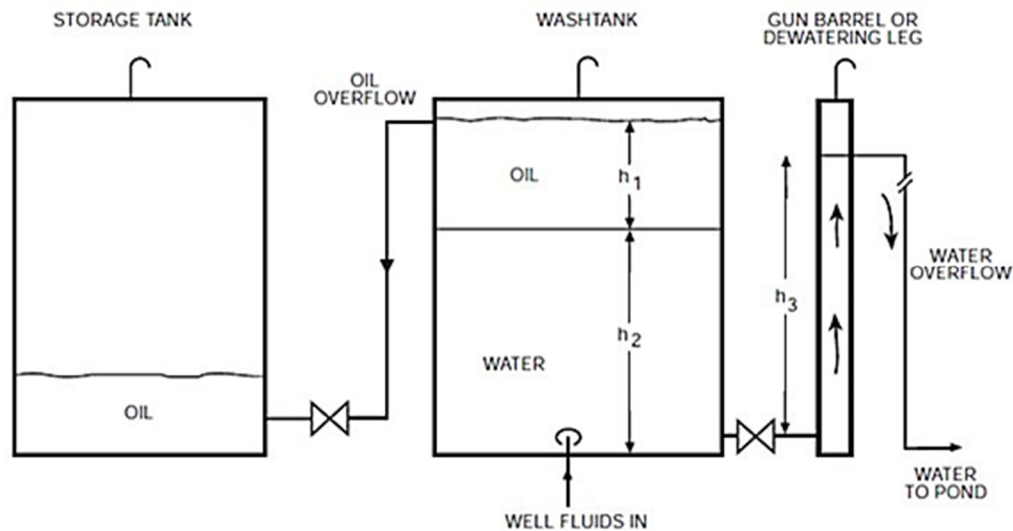 STORAGE TANK
WASHTANK
GUN BARREL OR
DEWATERING LEG
OIL
OVERFLOW
OIL
h1
h3
WATER
OVERFLOW
h2
WATER
OIL
WATER
TO POND
WELL FLUIDS IN